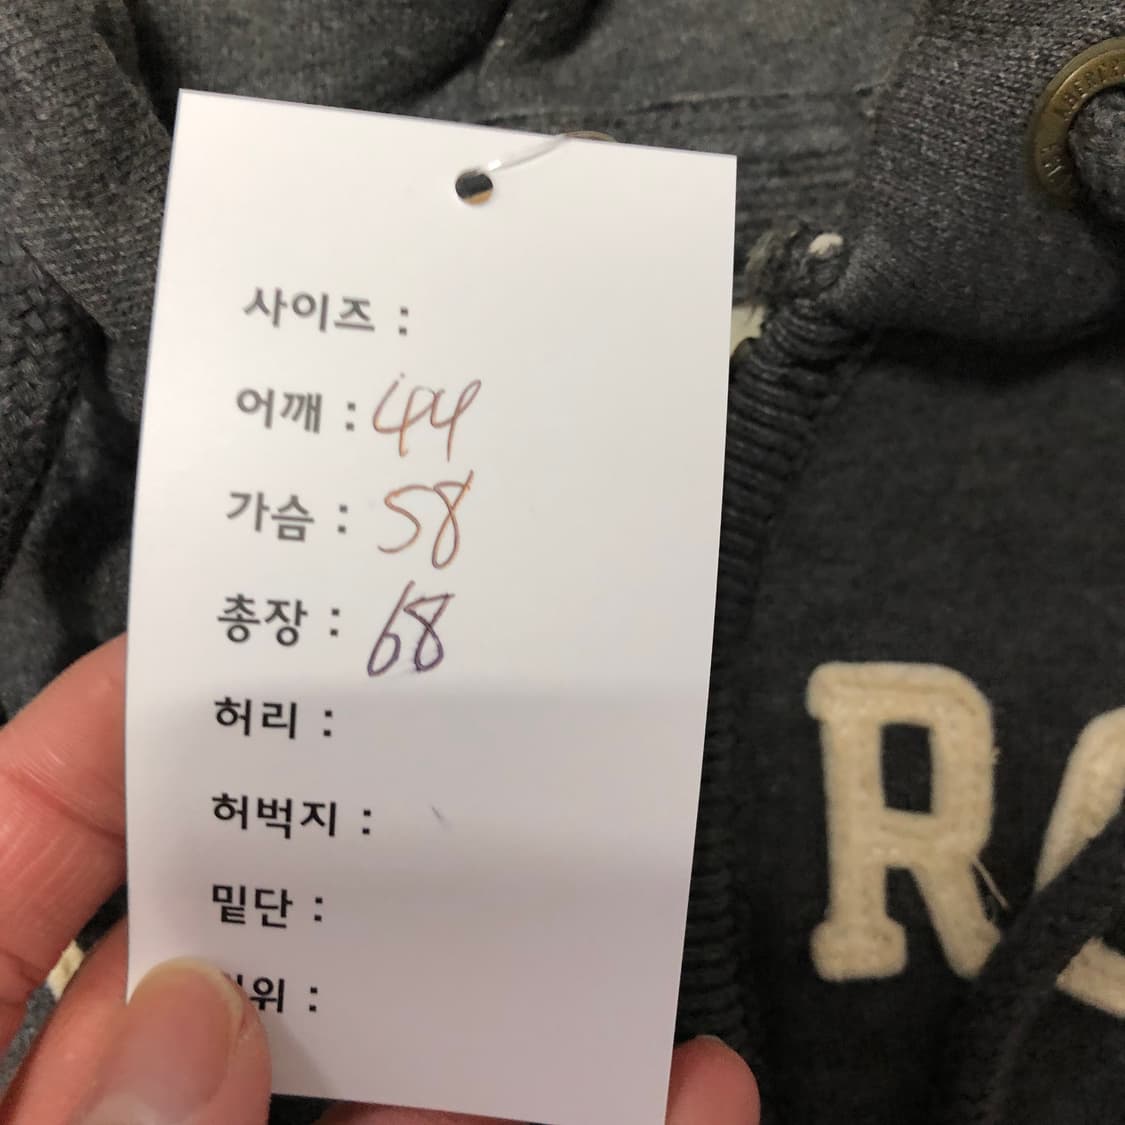 사이즈 :
어깨 : 44
가슴 : 58
총장 : 68
허리 :
허벅지 :
밑단 :
위 :
R